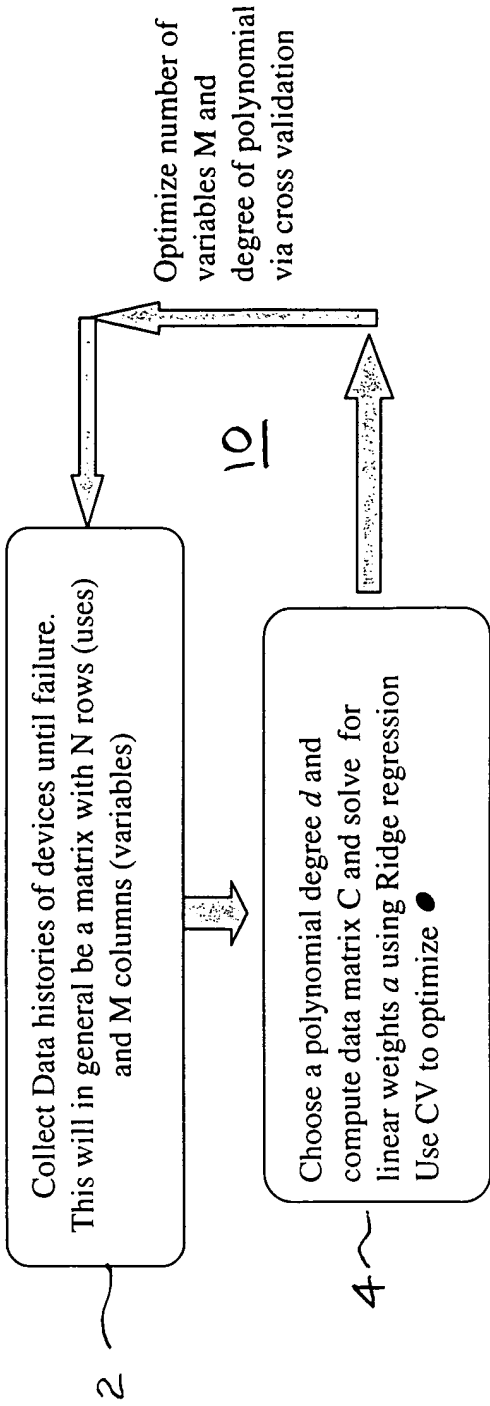 Collect Data histories of devices until failure.
This will in general be a matrix with N rows (uses)
and M columns (variables)
2
Choose a polynomial degree d and
compute data matrix C and solve for
linear weights a using Ridge regression
Use CV to optimize
4
10
Optimize number of
variables M and
degree of polynomial
via cross validation